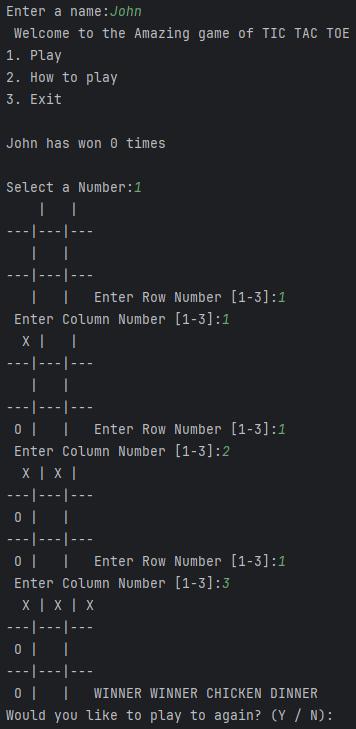 Enter a name:John
 Welcome to the Amazing game of TIC TAC TOE
1. Play
2. How to play
3. Exit

John has won 0 times

Select a Number:1
    |   |
---|---|---
   |   |
---|---|---
   |   |   Enter Row Number [1-3]:1
 Enter Column Number [1-3]:1
  X |   |
---|---|---
   |   |
---|---|---
 O |   |   Enter Row Number [1-3]:1
 Enter Column Number [1-3]:2
  X | X |
---|---|---
 O |   |
---|---|---
 O |   |   Enter Row Number [1-3]:1
 Enter Column Number [1-3]:3
  X | X | X
---|---|---
 O |   |
---|---|---
 O |   |   WINNER WINNER CHICKEN DINNER
Would you like to play to again? (Y / N):